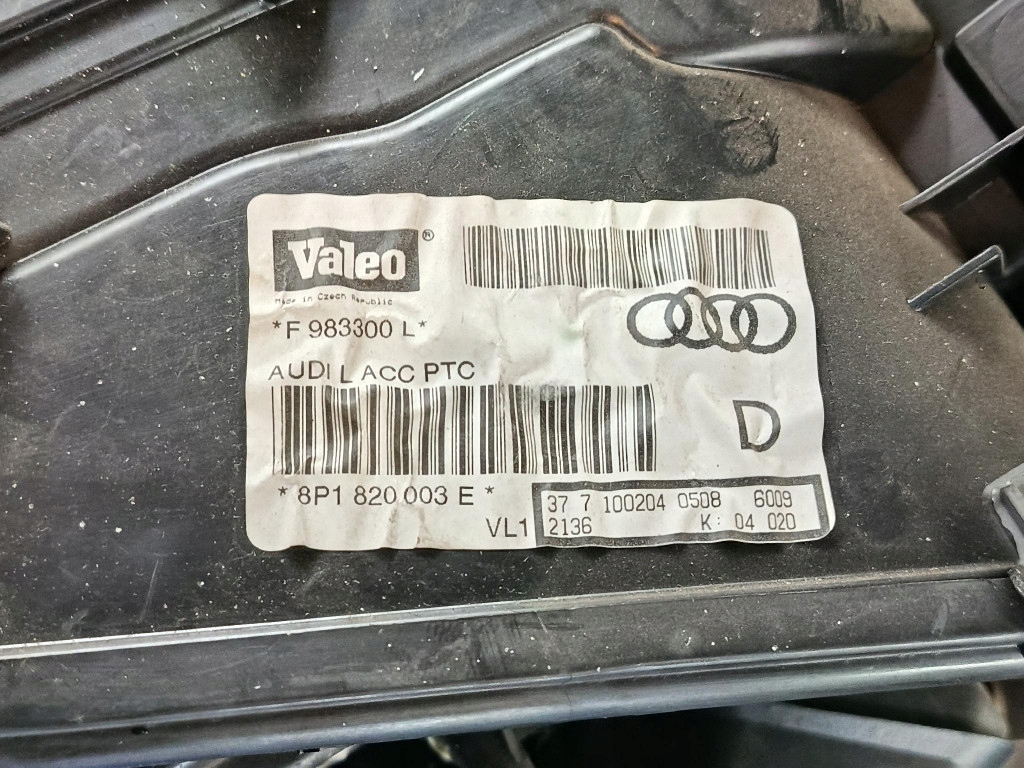 Valeo®
Made in Czech Republic
*F 983300 L*
AUDI L ACC PTC
D
*8P1 820 003 E*
VL1
37 7 100204 0508 6009
2136 K: 04 020